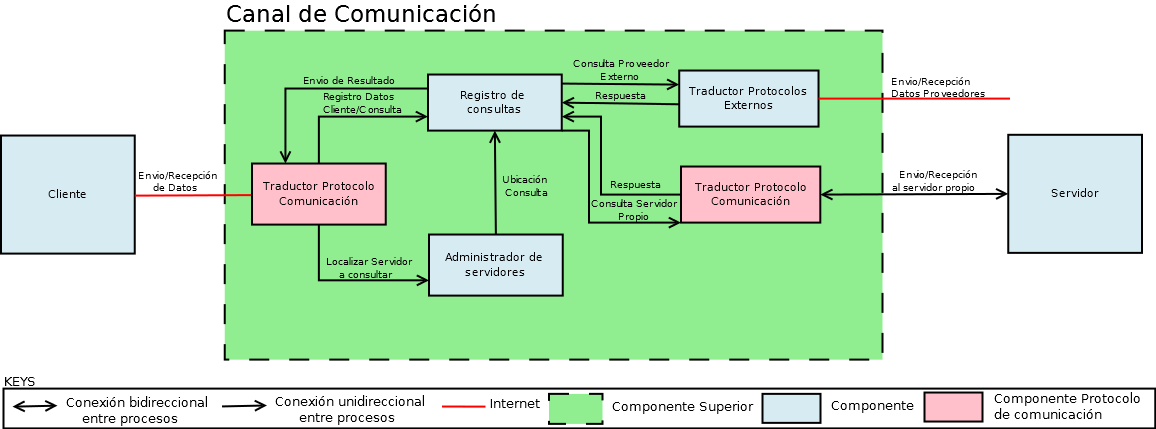 Canal de Comunicación
Consulta Proveedor
Externo
Envio de Resultado
Registro Datos
Cliente/Consulta
Registro de
consultas
Respuesta
Traductor Protocolos
Externos
Envio/Recepción
Datos Proveedores
Cliente
Envio/Recepción
de Datos
Traductor Protocolo
Comunicación
Ubicación
Consulta
Respuesta
Consulta Servidor
Propio
Traductor Protocolo
Comunicación
Envio/Recepción
al servidor propio
Servidor
Localizar Servidor
a consultar
Administrador de
servidores
KEYS
Conexión bidireccional
entre procesos
Conexión unidireccional
entre procesos
Internet
Componente Superior
Componente
Componente Protocolo
de comunicación